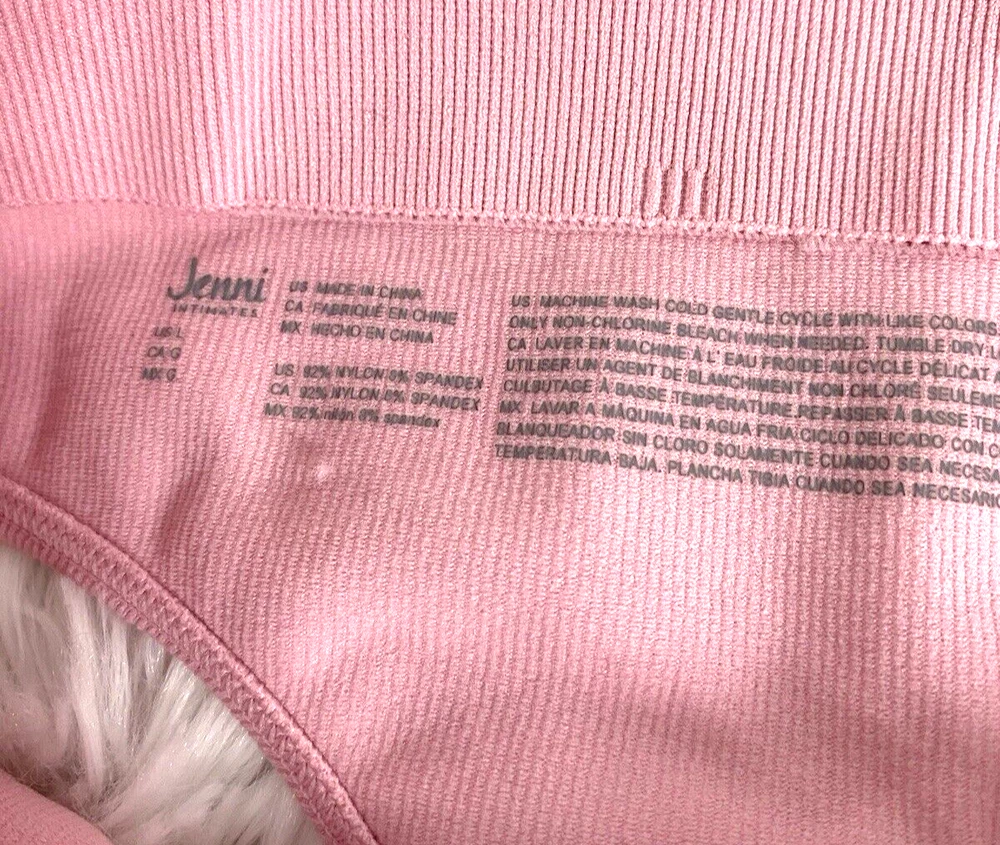 Jenni
INTIMATES
US L
CA G
MX G
US MADE IN CHINA
CA FABRIQUÉ EN CHINE
MX HECHO EN CHINA
US 92% NYLON 8% SPANDEX
CA 92% NYLON 8% SPANDEX
MX 92% nilón 8% spandex
US MACHINE WASH COLD GENTLE CYCLE WITH LIKE COLORS.
ONLY NON-CHLORINE BLEACH WHEN NEEDED. TUMBLE DRY
CA LAVER EN MACHINE À L' EAU FROIDE AU CYCLE DÉLICAT
UTILISER UN AGENT DE BLANCHIMENT NON CHLORÉ
CULBUTAGE À BASSE TEMPÉRATURE.REPASSER À BASSE
MX LAVAR A MÁQUINA EN AGUA FRIA CICLO DELICADO CON
BLANQUEADOR SIN CLORO SOLAMENTE CUANDO SEA
TEMPERATURA BAJA. PLANCHA TIBIA CUANDO SEA